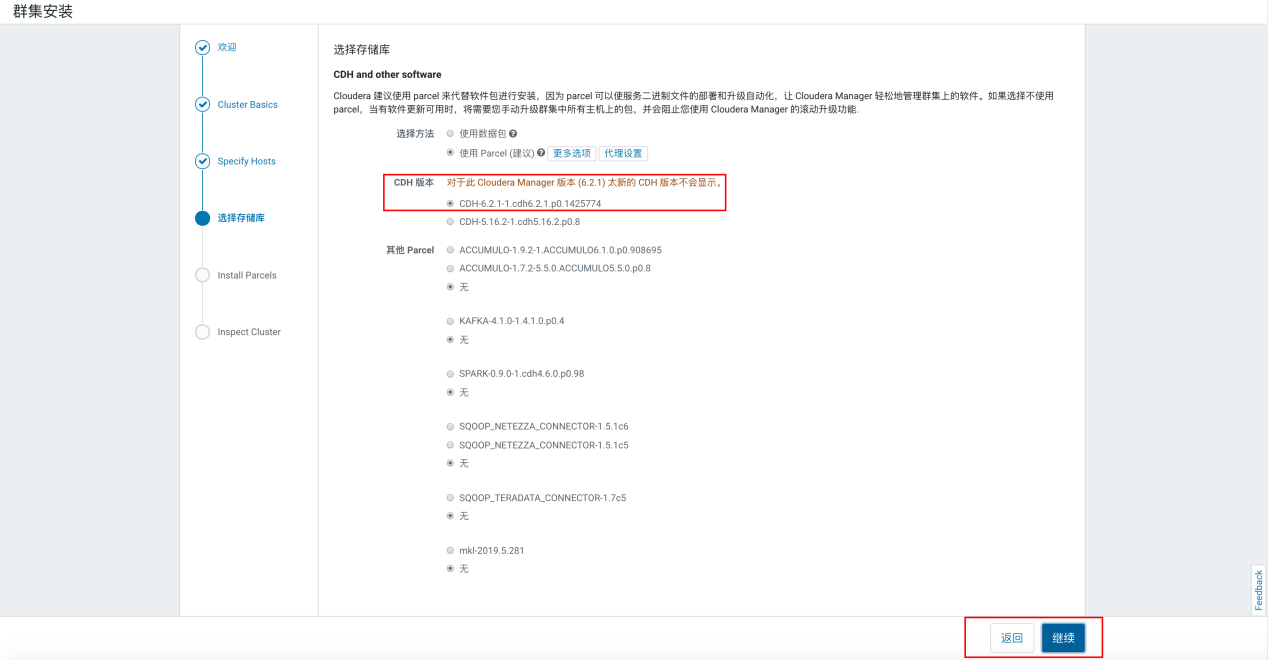 群集安装
欢迎
Cluster Basics
Specify Hosts
选择存储库
Install Parcels
Inspect Cluster
选择存储库
CDH and other software
Cloudera 建议使用 parcel 来代替软件包进行安装，因为 parcel 可以使服务二进制文件的部署和升级自动化，让 Cloudera Manager 轻松地管理群集上的软件。如果选择不使用
parcel，当有软件更新可用时，将需要您手动升级群集中所有主机上的包，并会阻止您使用 Cloudera Manager 的滚动升级功能.
选择方法 使用数据包 ?
使用 Parcel (建议) ? 更多选项 代理设置
CDH 版本 对于此 Cloudera Manager 版本 (6.2.1) 太新的 CDH 版本不会显示。
CDH-6.2.1-1.cdh6.2.1.p0.1425774
CDH-5.16.2-1.cdh5.16.2.p0.8
其他 Parcel ACCUMULO-1.9.2-1.ACCUMULO6.1.0.p0.908695
ACCUMULO-1.7.2-5.5.0.ACCUMULO5.5.0.p0.8
无
KAFKA-4.1.0-1.4.1.0.p0.4
无
SPARK-0.9.0-1.cdh4.6.0.p0.98
无
SQOOP_NETEZZA_CONNECTOR-1.5.1c6
SQOOP_NETEZZA_CONNECTOR-1.5.1c5
无
SQOOP_TERADATA_CONNECTOR-1.7c5
无
mkl-2019.5.281
无
Feedback
返回 继续